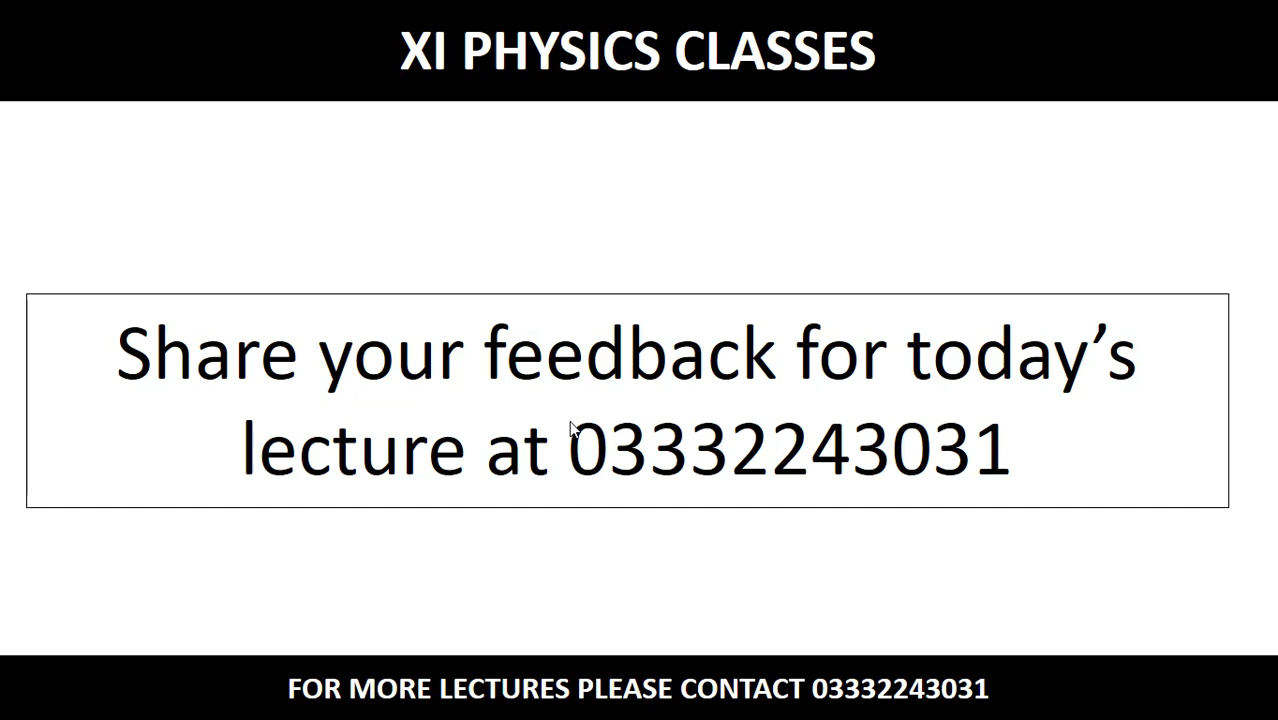 XI PHYSICS CLASSES
Share your feedback for today’s
lecture at 03332243031
FOR MORE LECTURES PLEASE CONTACT 03332243031